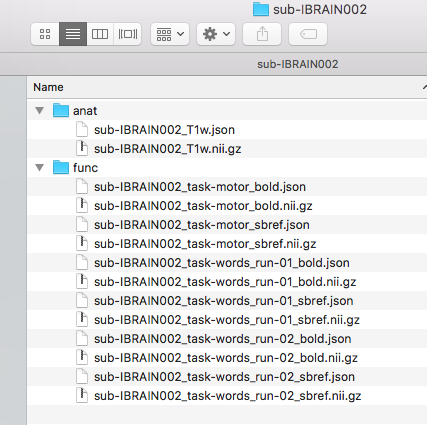 sub-IBRAIN002
sub-IBRAIN002
Name
anat
sub-IBRAIN002_T1w.json
sub-IBRAIN002_T1w.nii.gz
func
sub-IBRAIN002_task-motor_bold.json
sub-IBRAIN002_task-motor_bold.nii.gz
sub-IBRAIN002_task-motor_sbref.json
sub-IBRAIN002_task-motor_sbref.nii.gz
sub-IBRAIN002_task-words_run-01_bold.json
sub-IBRAIN002_task-words_run-01_bold.nii.gz
sub-IBRAIN002_task-words_run-01_sbref.json
sub-IBRAIN002_task-words_run-01_sbref.nii.gz
sub-IBRAIN002_task-words_run-02_bold.json
sub-IBRAIN002_task-words_run-02_bold.nii.gz
sub-IBRAIN002_task-words_run-02_sbref.json
sub-IBRAIN002_task-words_run-02_sbref.nii.gz